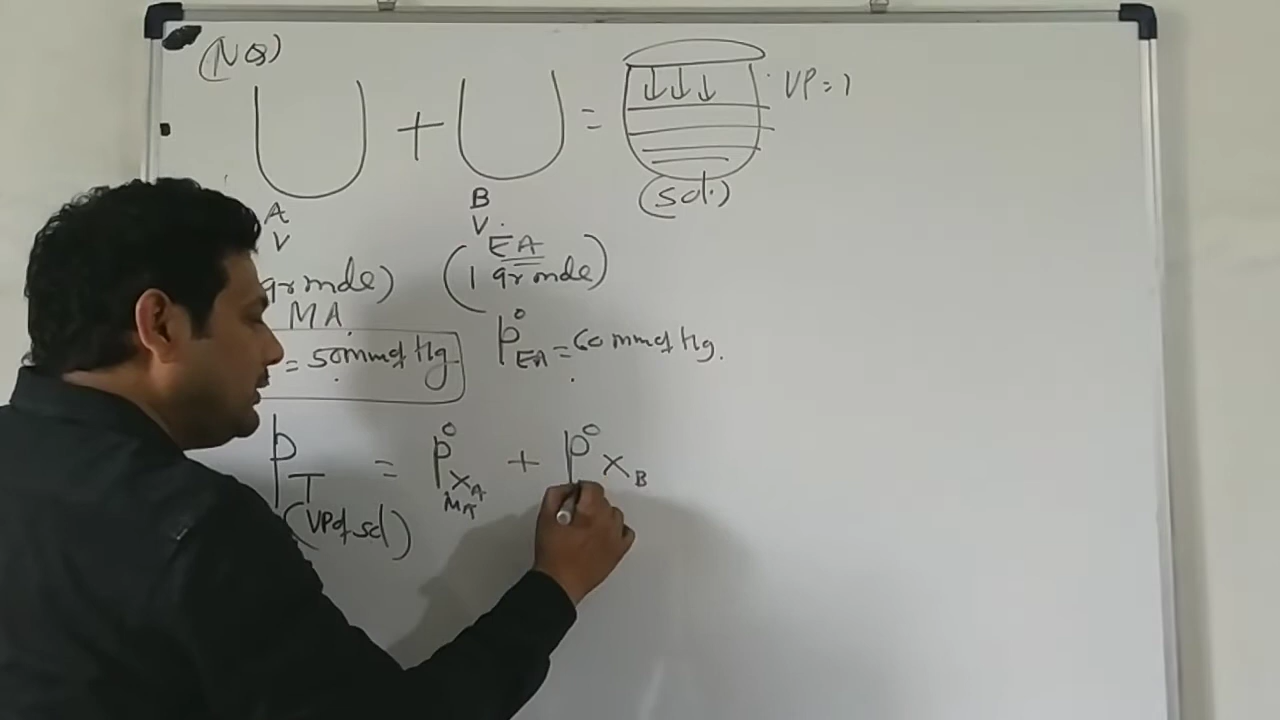 (NQ)
+ = VP = ?
A B (sol.)
V V.
EA
gr mole) (1 gr mole)
MA.
= 50 mm of Hg P°EA = 60 mm of Hg.
PT = P°XA + P°XB
MA
(VP of sol)